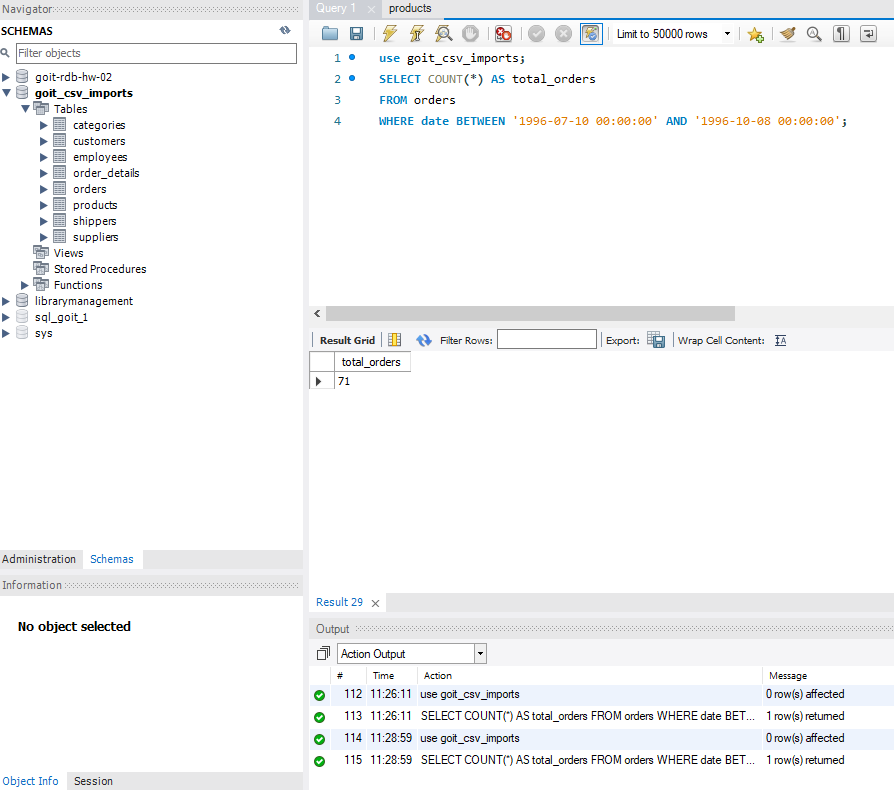 Navigator
SCHEMAS
Filter objects
goit-rdb-hw-02
goit_csv_imports
Tables
categories
customers
employees
order_details
orders
products
shippers
suppliers
Views
Stored Procedures
Functions
librarymanagement
sql_goit_1
sys
Administration Schemas
Information
No object selected
Object Info Session
Query 1 products
Limit to 50000 rows
1 use goit_csv_imports;
2 SELECT COUNT(*) AS total_orders
3 FROM orders
4 WHERE date BETWEEN '1996-07-10 00:00:00' AND '1996-10-08 00:00:00';
Result Grid Filter Rows: Export: Wrap Cell Content:
total_orders
71
Result 29
Output
Action Output
# Time Action Message
112 11:26:11 use goit_csv_imports 0 row(s) affected
113 11:26:11 SELECT COUNT(*) AS total_orders FROM orders WHERE date BET... 1 row(s) returned
114 11:28:59 use goit_csv_imports 0 row(s) affected
115 11:28:59 SELECT COUNT(*) AS total_orders FROM orders WHERE date BET... 1 row(s) returned